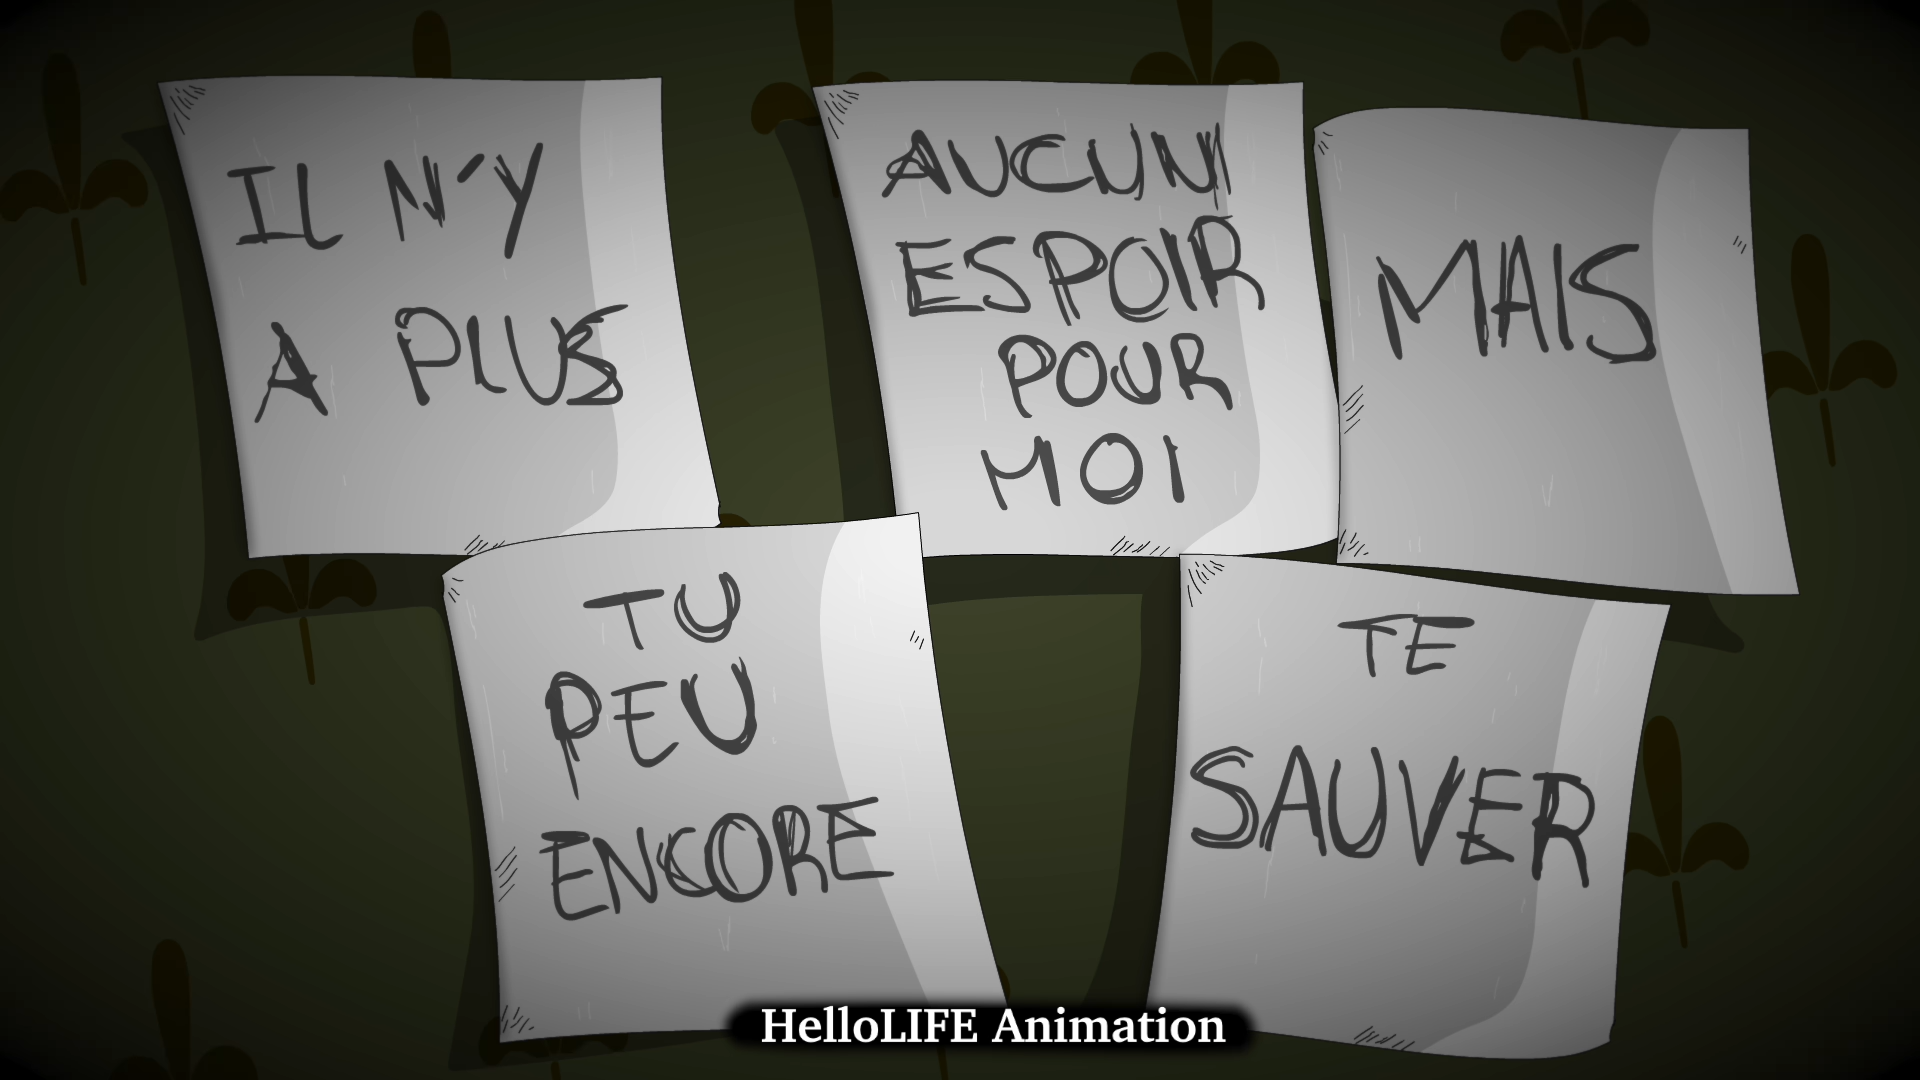 IL N'Y
A PLUS
AUCUN
ESPOIR
POUR
MOI
MAIS
TU
PEU
ENCORE
TE
SAUVER
HelloLIFE Animation